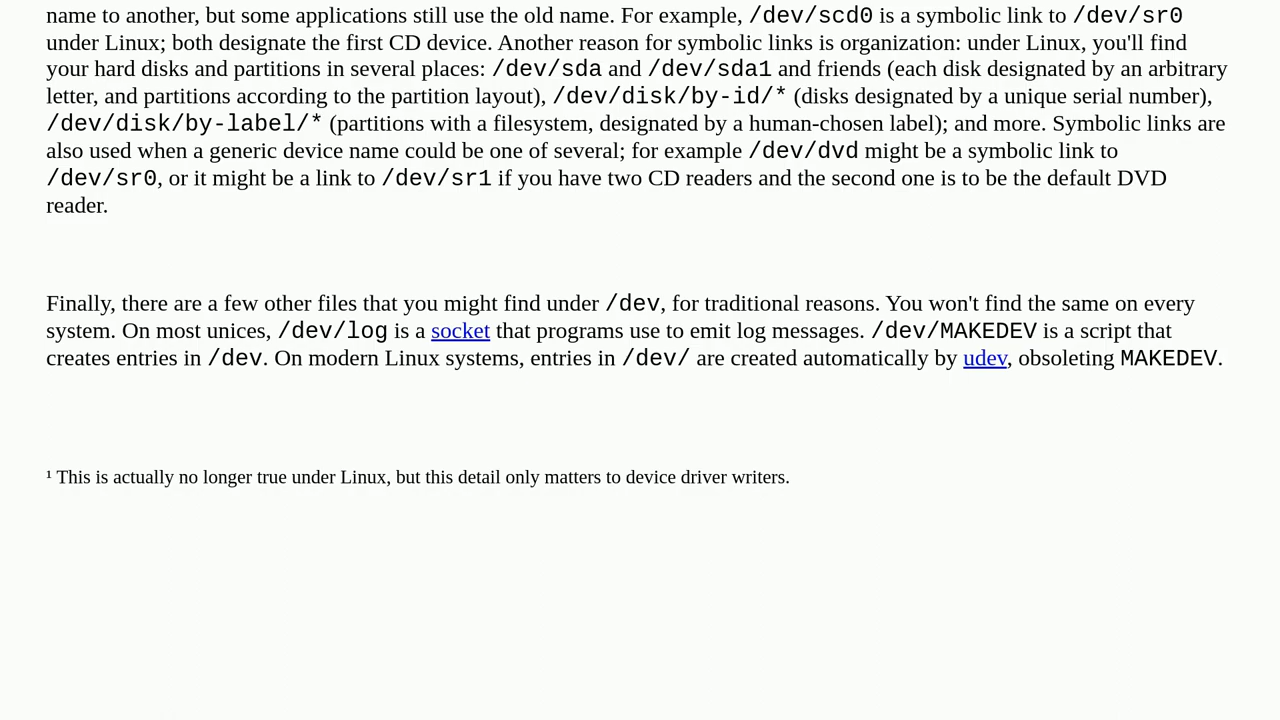 name to another, but some applications still use the old name. For example, /dev/scd0 is a symbolic link to /dev/sr0
under Linux; both designate the first CD device. Another reason for symbolic links is organization: under Linux, you'll find
your hard disks and partitions in several places: /dev/sda and /dev/sda1 and friends (each disk designated by an arbitrary
letter, and partitions according to the partition layout), /dev/disk/by-id/* (disks designated by a unique serial number),
/dev/disk/by-label/* (partitions with a filesystem, designated by a human-chosen label); and more. Symbolic links are
also used when a generic device name could be one of several; for example /dev/dvd might be a symbolic link to
/dev/sr0, or it might be a link to /dev/sr1 if you have two CD readers and the second one is to be the default DVD
reader.
Finally, there are a few other files that you might find under /dev, for traditional reasons. You won't find the same on every
system. On most unices, /dev/log is a socket that programs use to emit log messages. /dev/MAKEDEV is a script that
creates entries in /dev. On modern Linux systems, entries in /dev/ are created automatically by udev, obsoleting MAKEDEV.
¹ This is actually no longer true under Linux, but this detail only matters to device driver writers.